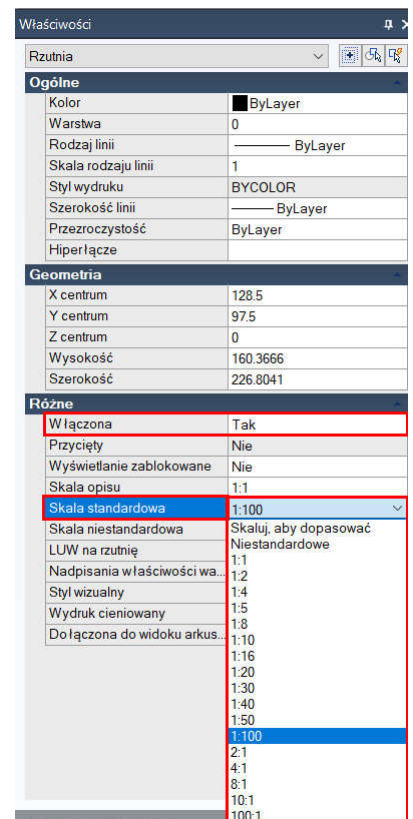 Właściwości
Rzutnia
Ogólne
Kolor ByLayer
Warstwa 0
Rodzaj linii ByLayer
Skala rodzaju linii 1
Styl wydruku BYCOLOR
Szerokość linii ByLayer
Przezroczystość ByLayer
Hiperłącze
Geometria
X centrum 128.5
Y centrum 97.5
Z centrum 0
Wysokość 160.3666
Szerokość 226.8041
Różne
Włączona Tak
Przycięty Nie
Wyświetlanie zablokowane Nie
Skala opisu 1:1
Skala standardowa 1:100
Skala niestandardowa Skaluj, aby dopasować
LUW na rzutnię Niestandardowe
Nadpisania właściwości wa... 1:1
1:2
Styl wizualny 1:4
Wydruk cieniowany 1:5
Dołączona do widoku arkus... 1:8
1:10
1:16
1:20
1:30
1:40
1:50
1:100
2:1
4:1
8:1
10:1
100:1